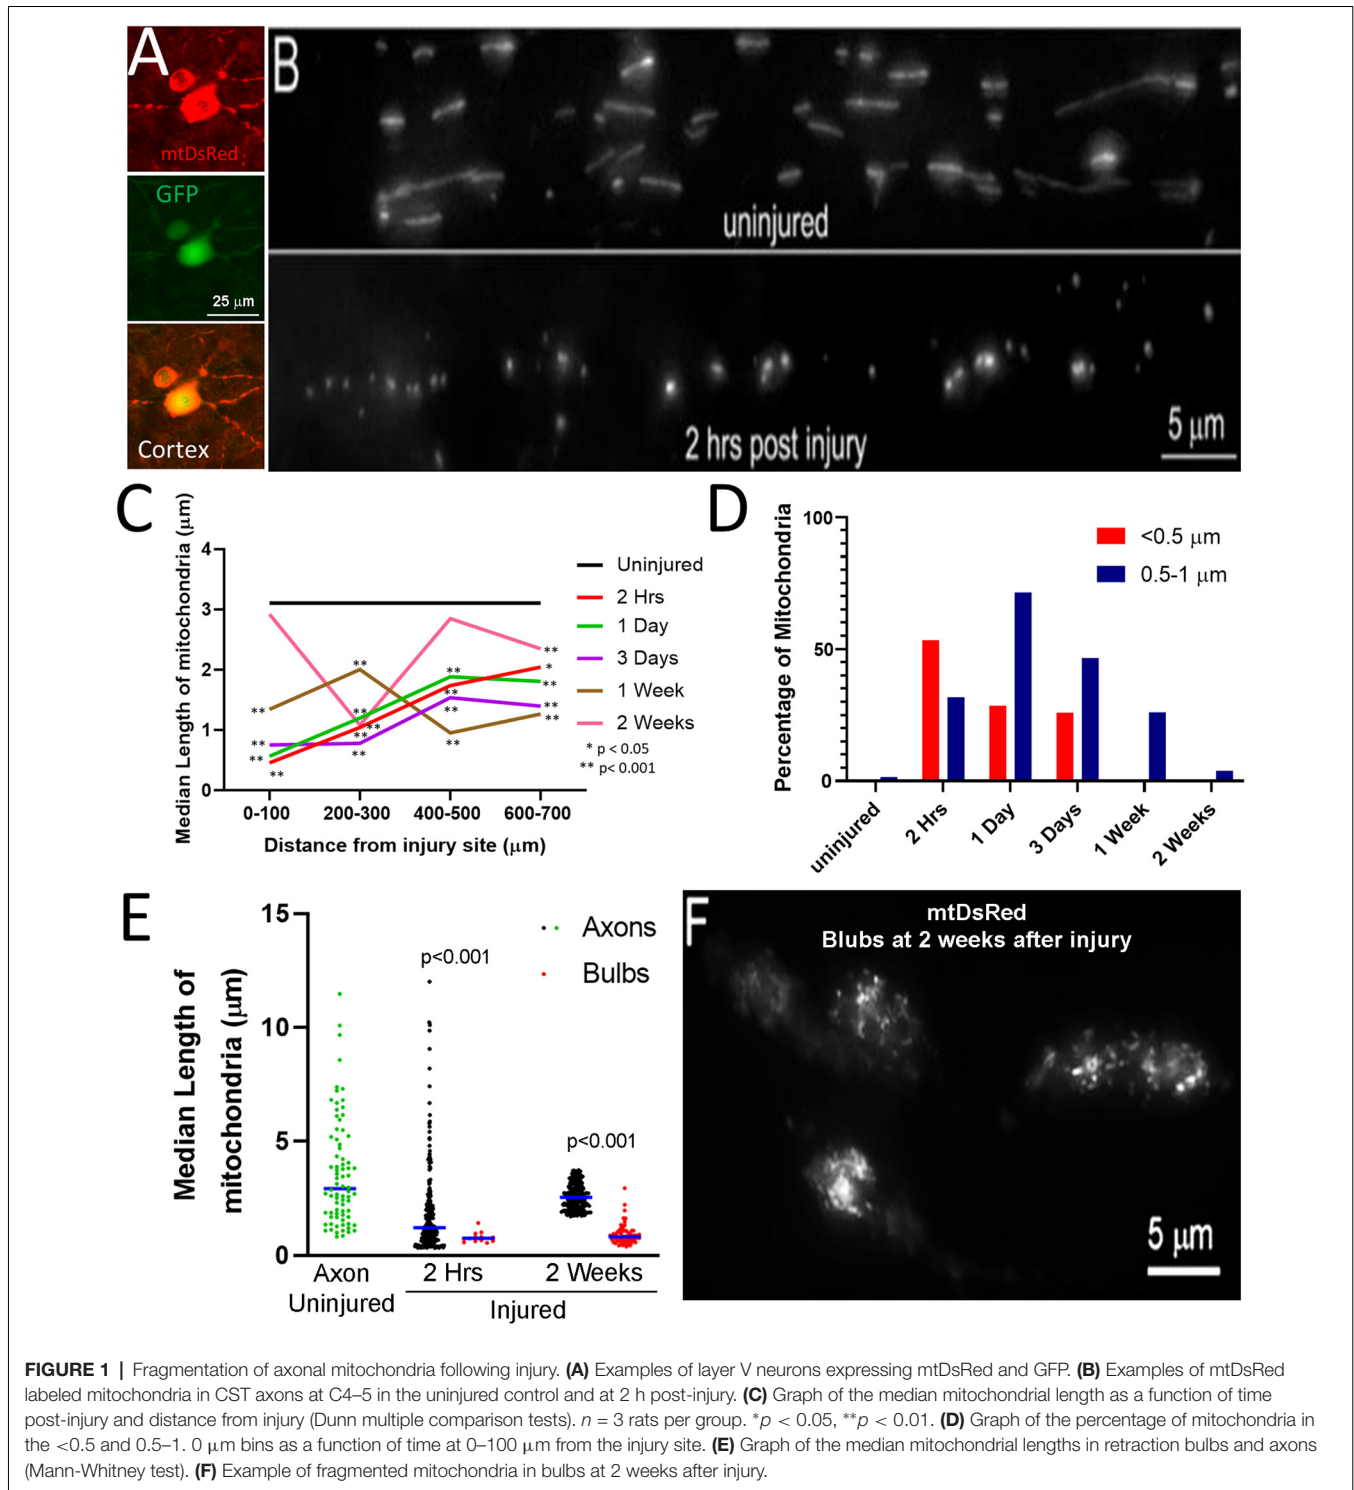 A
mtDsRed
GFP
25 μm
Cortex
B
uninjured
2 hrs post injury
5 μm
C
Median Length of mitochondria (μm)
4
3
2
1
0
0-100
200-300
400-500
600-700
Distance from injury site (μm)
**
**
**
**
**
**
**
**
**
**
**
**
**
**
*
**
**
**
Uninjured
2 Hrs
1 Day
3 Days
1 Week
2 Weeks
* p < 0.05
** p< 0.001
D
Percentage of Mitochondria
100
50
0
<0.5 μm
0.5-1 μm
uninjured
2 Hrs
1 Day
3 Days
1 Week
2 Weeks
E
Median Length of
mitochondria (μm)
15
10
5
0
p<0.001
p<0.001
Axons
Bulbs
Axon
Uninjured
2 Hrs
2 Weeks
Injured
F
mtDsRed
Blubs at 2 weeks after injury
5 μm
FIGURE 1 | Fragmentation of axonal mitochondria following injury. (A) Examples of layer V neurons expressing mtDsRed and GFP. (B) Examples of mtDsRed
labeled mitochondria in CST axons at C4–5 in the uninjured control and at 2 h post-injury. (C) Graph of the median mitochondrial length as a function of time
post-injury and distance from injury (Dunn multiple comparison tests). n = 3 rats per group. *p < 0.05, **p < 0.01. (D) Graph of the percentage of mitochondria in
the <0.5 and 0.5–1. 0 μm bins as a function of time at 0–100 μm from the injury site. (E) Graph of the median mitochondrial lengths in retraction bulbs and axons
(Mann-Whitney test). (F) Example of fragmented mitochondria in bulbs at 2 weeks after injury.